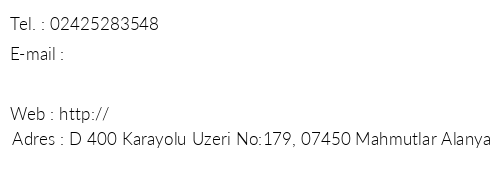 Tel. : 02425283548
E-mail :
Web : http://
Adres : D 400 Karayolu Uzeri No:179, 07450 Mahmutlar Alanya